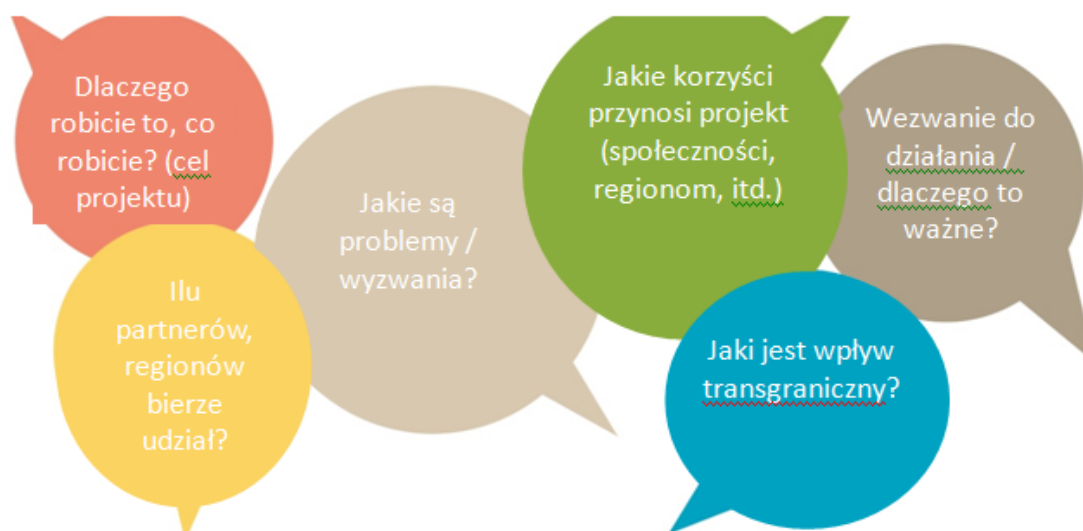 Dlaczego
robicie to, co
robicie? (cel
projektu)
Ilu
partnerów,
regionów
bierze
udział?
Jakie są
problemy /
wyzwania?
Jakie korzyści
przynosi projekt
(społeczności,
regionom, itd.)
Jaki jest wpływ
transgraniczny?
Wezwanie do
działania /
dlaczego to
ważne?